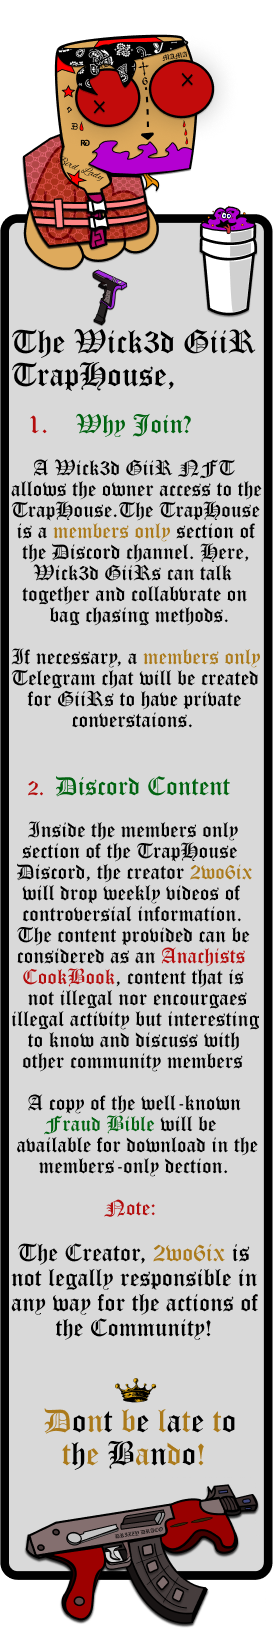 MAMA
6
B
Bird Lady
The Wick3d GiiR
TrapHouse,
1. Why Join?
A Wick3d GiiR NFT
allows the owner access to the
TrapHouse.The TrapHouse
is a members only section of
the Discord channel. Here,
Wick3d GiiRs can talk
together and collabvrate on
bag chasing methods.
If necessary, a members only
Telegram chat will be created
for GiiRs to have private
converstaions.
2. Discord Content
Inside the members only
section of the TrapHouse
Discord, the creator 2wo6ix
will drop weekly videos of
controversial information.
The content provided can be
considered as an Anachists
CookBook, content that is
not illegal nor encourgaes
illegal activity but interesting
to know and discuss with
other community members
A copy of the well-known
Fraud Bible will be
available for download in the
members-only dection.
Note:
The Creator, 2wo6ix is
not legally responsible in
any way for the actions of
the Community!
Dont be late to
the Bando!
DRAILY DRACO